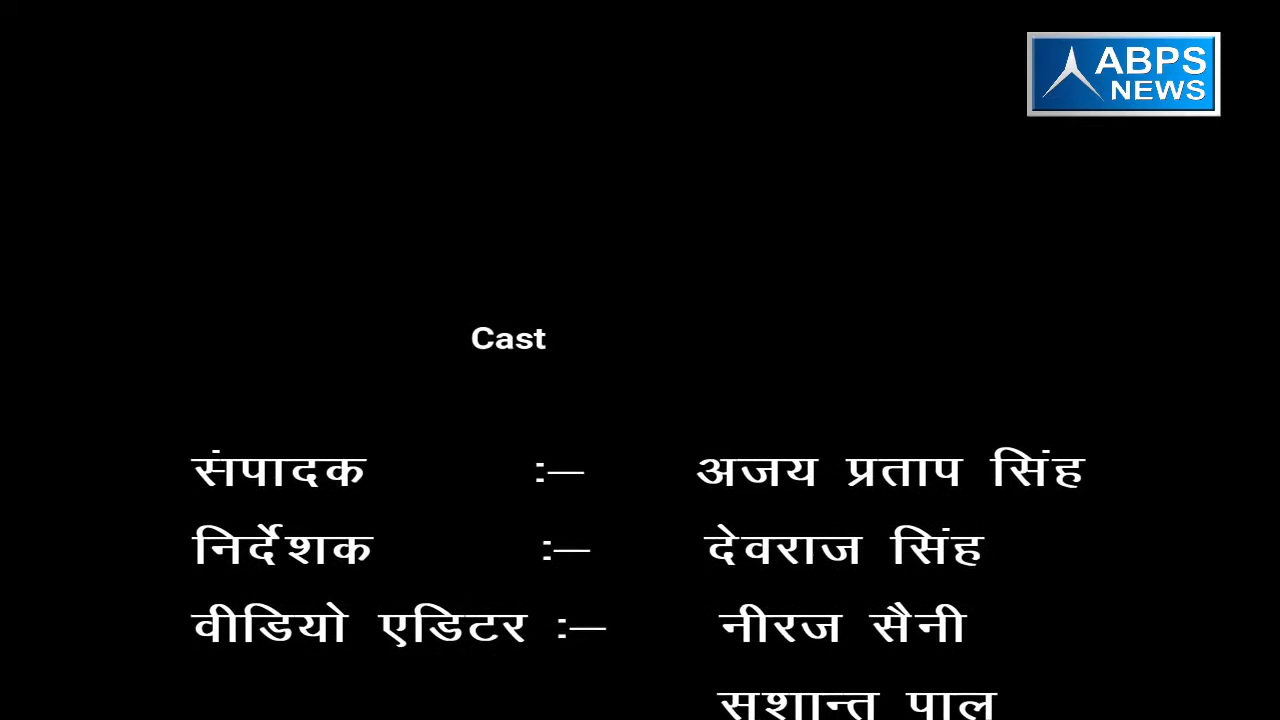 ABPS
NEWS
Cast
संपादक :— अजय प्रताप सिंह
निर्देशक :— देवराज सिंह
वीडियो एडिटर :— नीरज सैनी
पाल